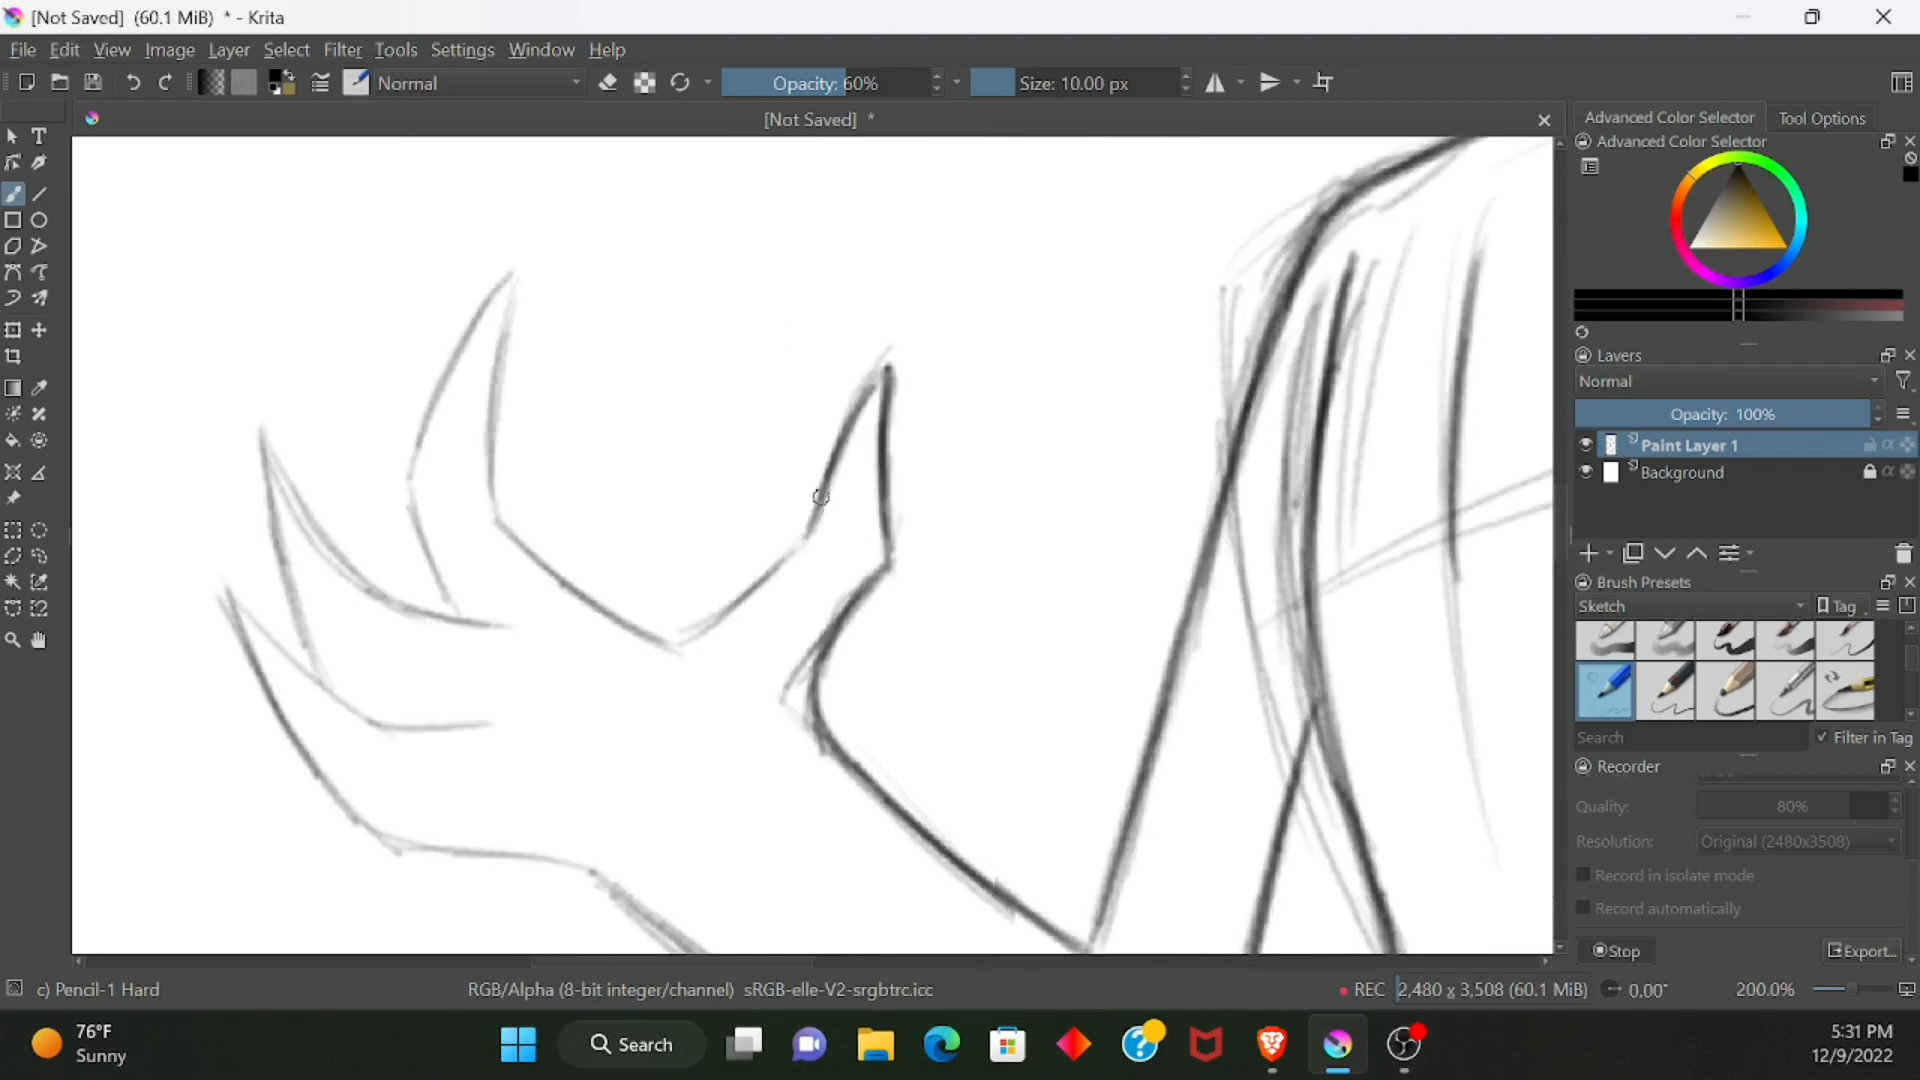 [Not Saved] (60.1 MiB) * - Krita
File Edit View Image Layer Select Filter Tools Settings Window Help
Normal Opacity: 60% Size: 10.00 px
[Not Saved] *
Advanced Color Selector Tool Options
Advanced Color Selector
Layers
Normal
Opacity: 100%
Paint Layer 1
Background
Brush Presets
Sketch Tag
Search Filter in Tag
Recorder
Quality: 80%
Resolution: Original (2480x3508)
Record in isolate mode
Record automatically
Stop Export...
c) Pencil-1 Hard RGB/Alpha (8-bit integer/channel) sRGB-elle-V2-srgbtrc.icc REC 2,480 x 3,508 (60.1 MiB) 0.00° 200.0%
76°F
Sunny
Search
5:31 PM
12/9/2022